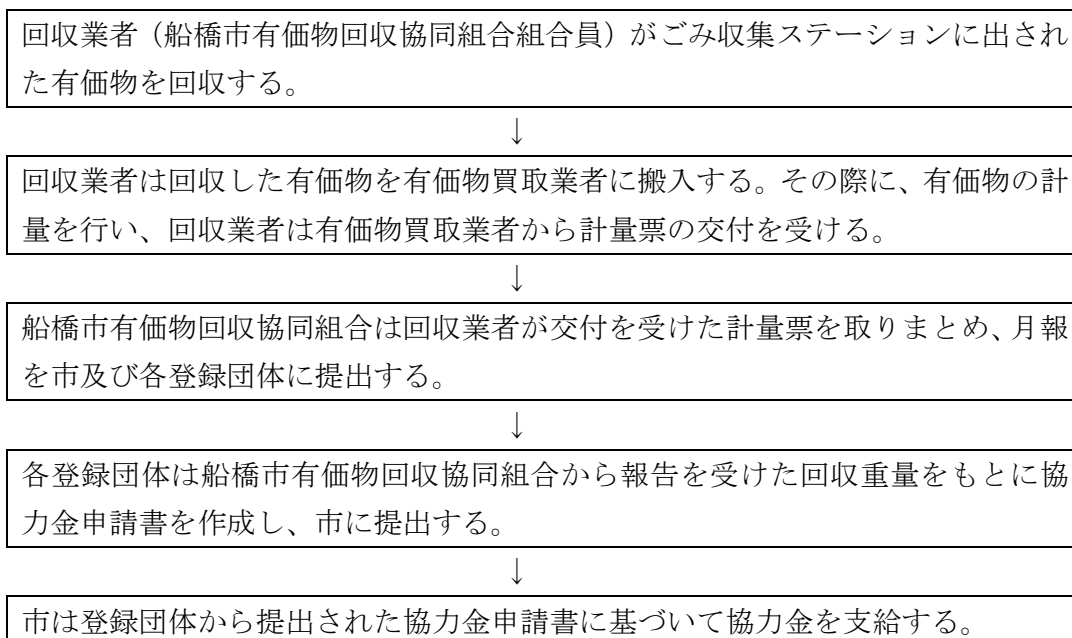 回収業者（船橋市有価物回収協同組合組合員）がごみ収集ステーションに出され
た有価物を回収する。
↓
回収業者は回収した有価物を有価物買取業者に搬入する。その際に、有価物の計
量を行い、回収業者は有価物買取業者から計量票の交付を受ける。
↓
船橋市有価物回収協同組合は回収業者が交付を受けた計量票を取りまとめ、月報
を市及び各登録団体に提出する。
↓
各登録団体は船橋市有価物回収協同組合から報告を受けた回収重量をもとに協
力金申請書を作成し、市に提出する。
↓
市は登録団体から提出された協力金申請書に基づいて協力金を支給する。